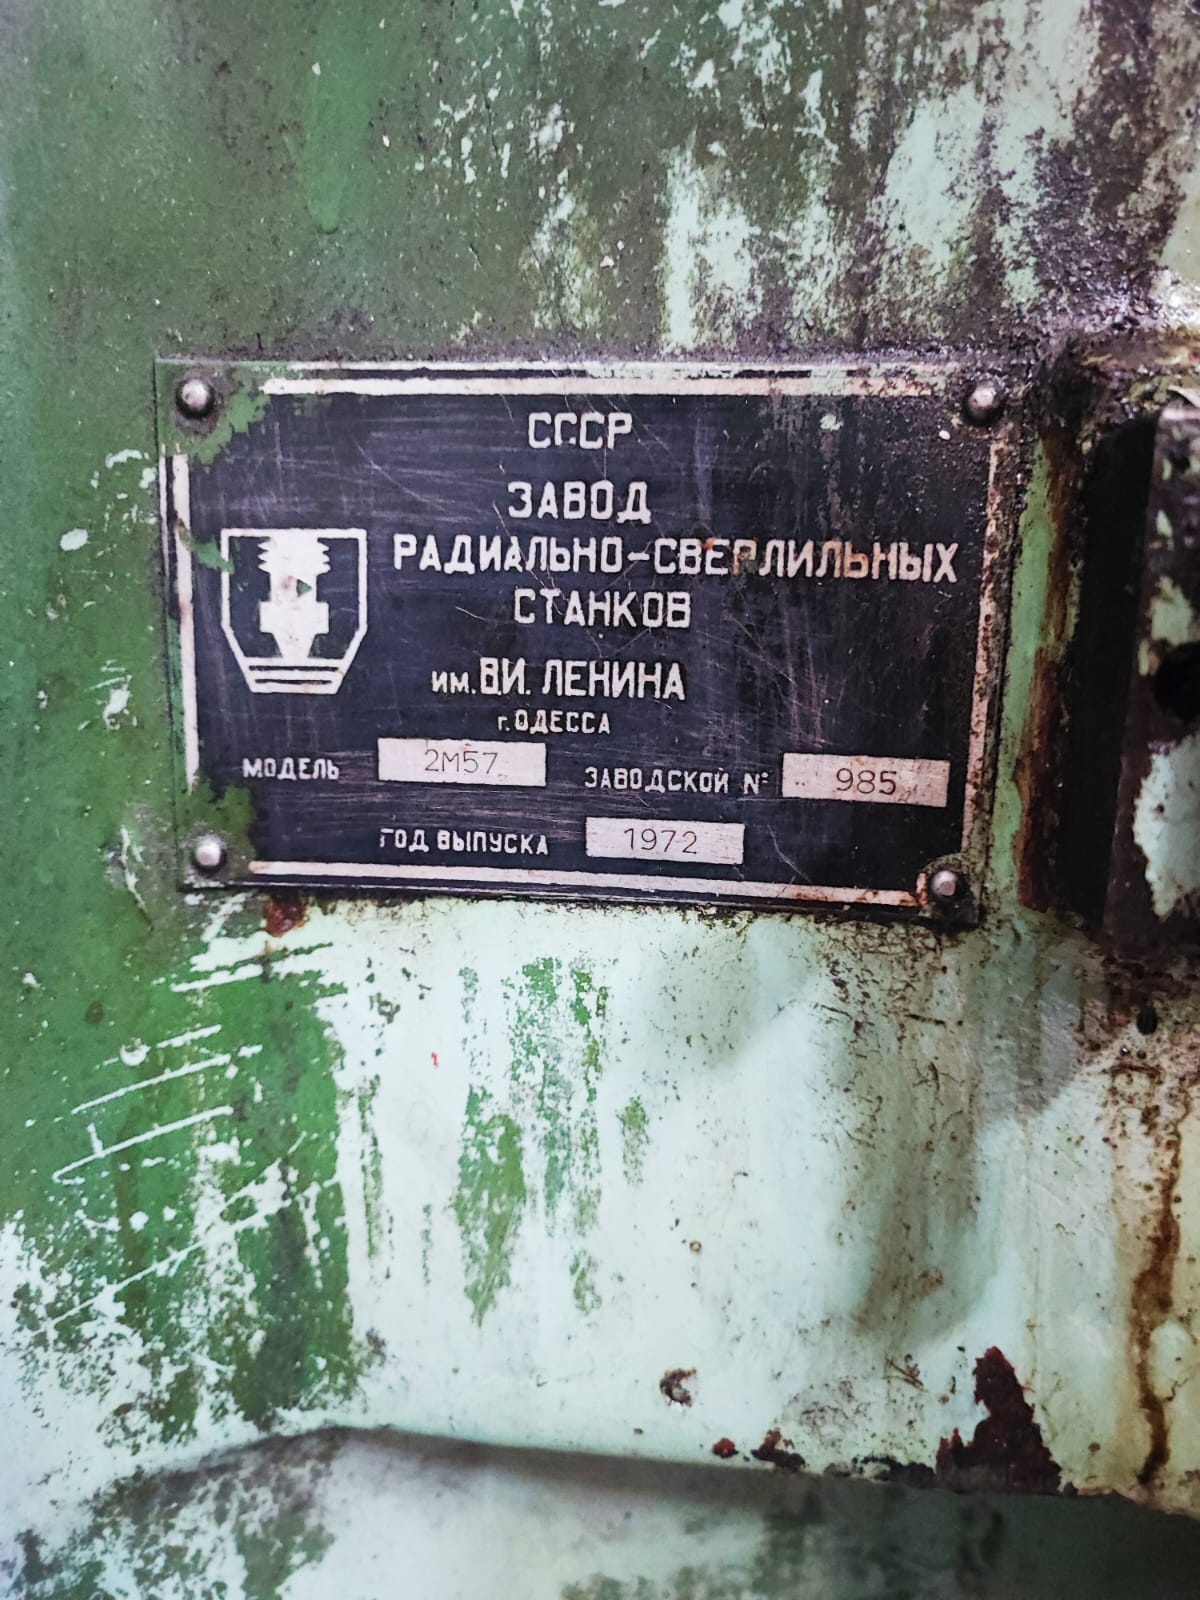 СССР
ЗАВОД
РАДИАЛЬНО-СВЕРЛИЛЬНЫХ
СТАНКОВ
им. В.И. ЛЕНИНА
г. ОДЕССА
МОДЕЛЬ 2М57 ЗАВОДСКОЙ № 985
ГОД ВЫПУСКА 1972